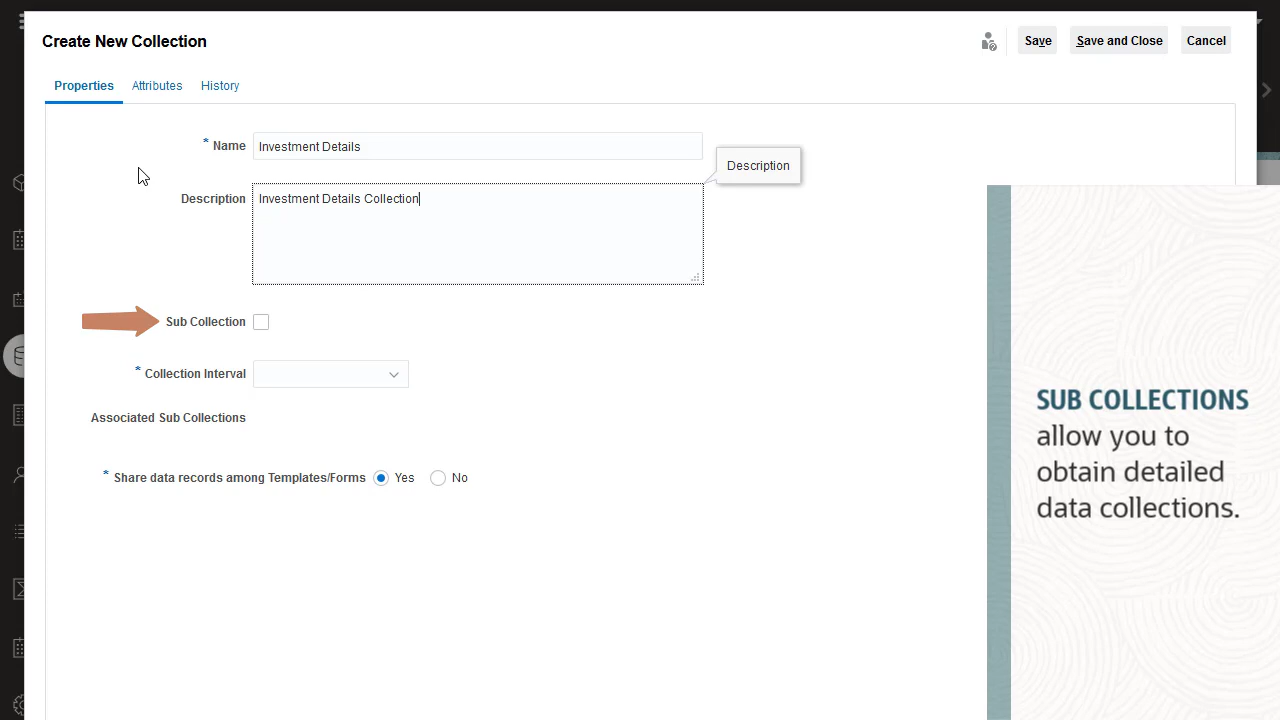 Create New Collection
Save
Save and Close
Cancel
Properties
Attributes
History
* Name
Investment Details
Description
Description
Investment Details Collection
Sub Collection
* Collection Interval
Associated Sub Collections
* Share data records among Templates/Forms
Yes
No
SUB COLLECTIONS
allow you to
obtain detailed
data collections.